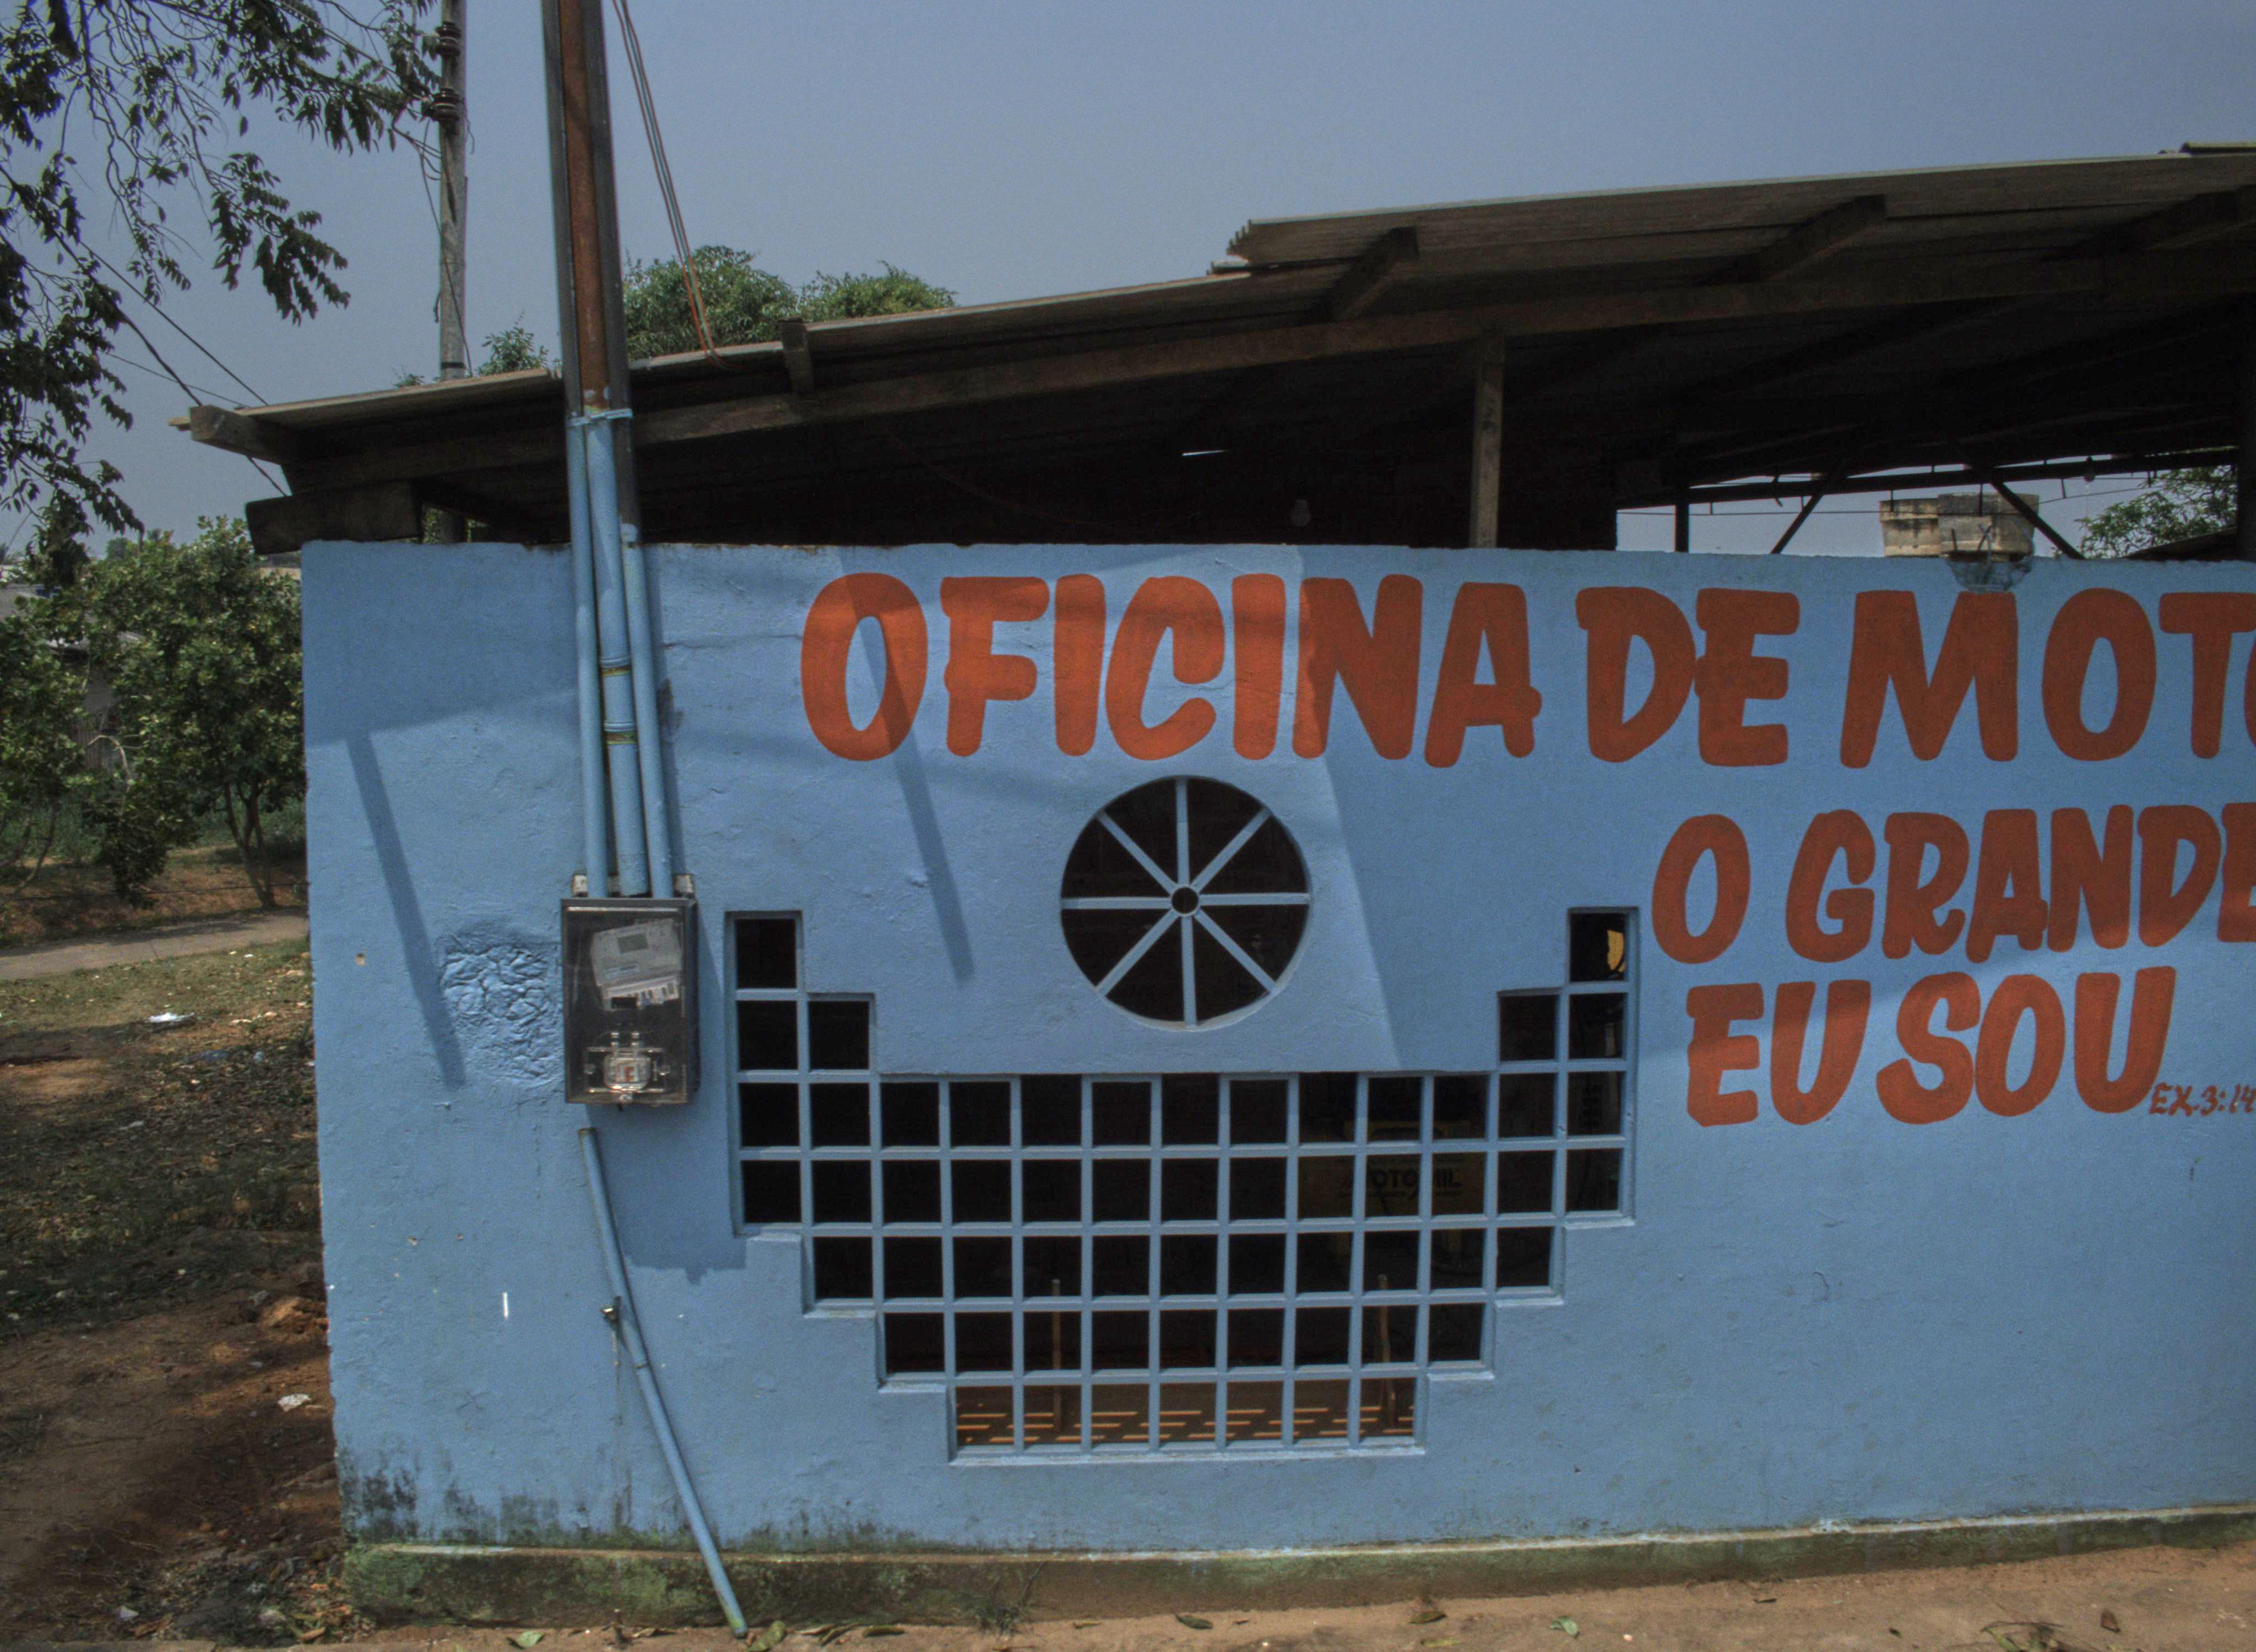 OFICINA DE MOTO
O GRANDE
EU SOU
EX.3:14